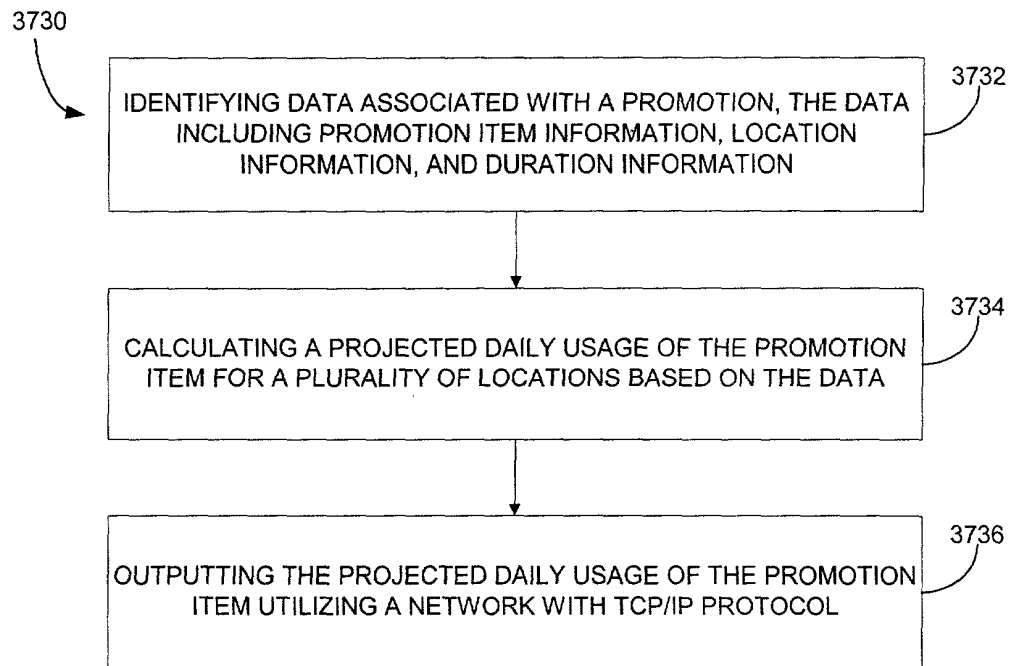 3730
3732
IDENTIFYING DATA ASSOCIATED WITH A PROMOTION, THE DATA
INCLUDING PROMOTION ITEM INFORMATION, LOCATION
INFORMATION, AND DURATION INFORMATION
3734
CALCULATING A PROJECTED DAILY USAGE OF THE PROMOTION
ITEM FOR A PLURALITY OF LOCATIONS BASED ON THE DATA
3736
OUTPUTTING THE PROJECTED DAILY USAGE OF THE PROMOTION
ITEM UTILIZING A NETWORK WITH TCP/IP PROTOCOL